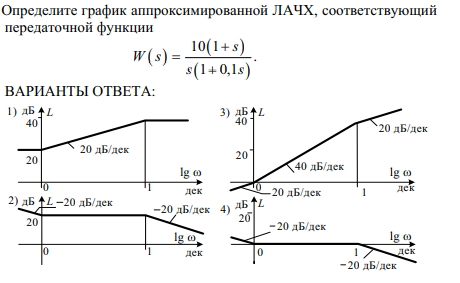 Определите график аппроксимированной ЛАЧХ, соответствующий
передаточной функции
W(s) = 10(1+s) / s(1+0,1s).
ВАРИАНТЫ ОТВЕТА:
1) дБ L
40
20
20 дБ/дек
lg ω
0 1 дек
3) дБ L
40
20
20 дБ/дек
40 дБ/дек
lg ω
0 1 дек
20 дБ/дек
2) дБ L −20 дБ/дек
20
−20 дБ/дек
lg ω
0 1 дек
4) дБ L
20
−20 дБ/дек
lg ω
0 1 дек
−20 дБ/дек